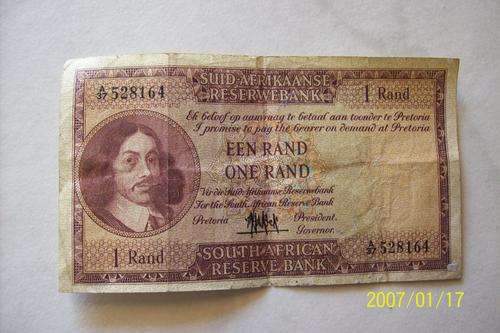 SUID-AFRIKAANSE
RESERWEBANK
A/37 528164
1 Rand
Ek beloof op aanvraag te betaal aan toonder te Pretoria
I promise to pay the bearer on demand at Pretoria
EEN RAND
ONE RAND
Vir die Suid-Afrikaanse Reserwebank
For the South African Reserve Bank
Pretoria
President.
Governor.
1 Rand
SOUTH AFRICAN
RESERVE BANK
528164
2007/01/17